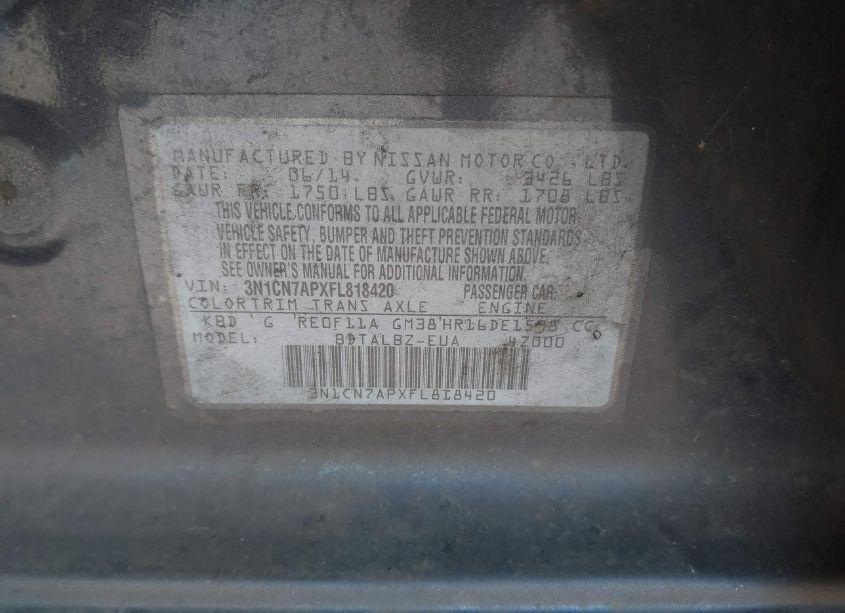 MANUFACTURED BY NISSAN MOTOR CO., LTD.
DATE: 06/14 GVWR: 3426 LBS
GAWR FR: 1750 LBS GAWR RR: 1708 LBS
THIS VEHICLE CONFORMS TO ALL APPLICABLE FEDERAL MOTOR
VEHICLE SAFETY, BUMPER AND THEFT PREVENTION STANDARDS
IN EFFECT ON THE DATE OF MANUFACTURE SHOWN ABOVE.
SEE OWNER'S MANUAL FOR ADDITIONAL INFORMATION.
VIN: 3N1CN7APXFL818420 PASSENGER CAR
COLOR TRIM TRANS AXLE ENGINE
KBD G RE0F11A GM38 HR16DE 1598 CC
MODEL: BDTALBZ-EUA 4Z000
3N1CN7APXFL818420